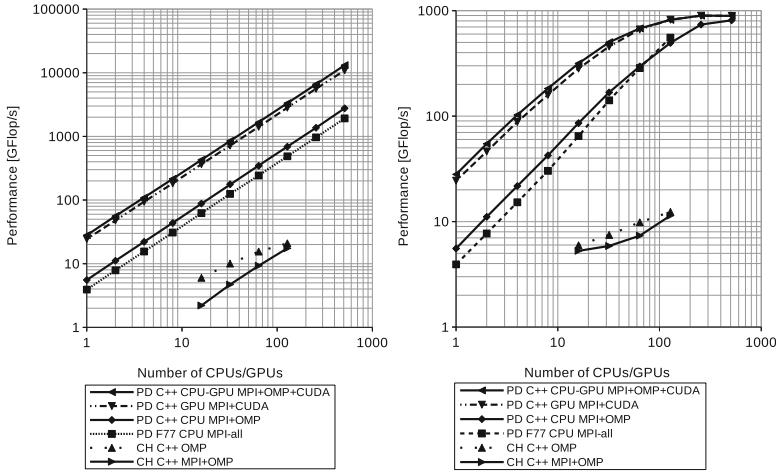 100000
10000
1000
100
10
1
Performance [GFlop/s]
1 10 100 1000
Number of CPUs/GPUs
PD C++ CPU-GPU MPI+OMP+CUDA
PD C++ GPU MPI+CUDA
PD C++ CPU MPI+OMP
PD F77 CPU MPI-all
CH C++ OMP
CH C++ MPI+OMP
1000
100
10
1
Performance [GFlop/s]
1 10 100 1000
Number of CPUs/GPUs
PD C++ CPU-GPU MPI+OMP+CUDA
PD C++ GPU MPI+CUDA
PD C++ CPU MPI+OMP
PD F77 CPU MPI-all
CH C++ OMP
CH C++ MPI+OMP